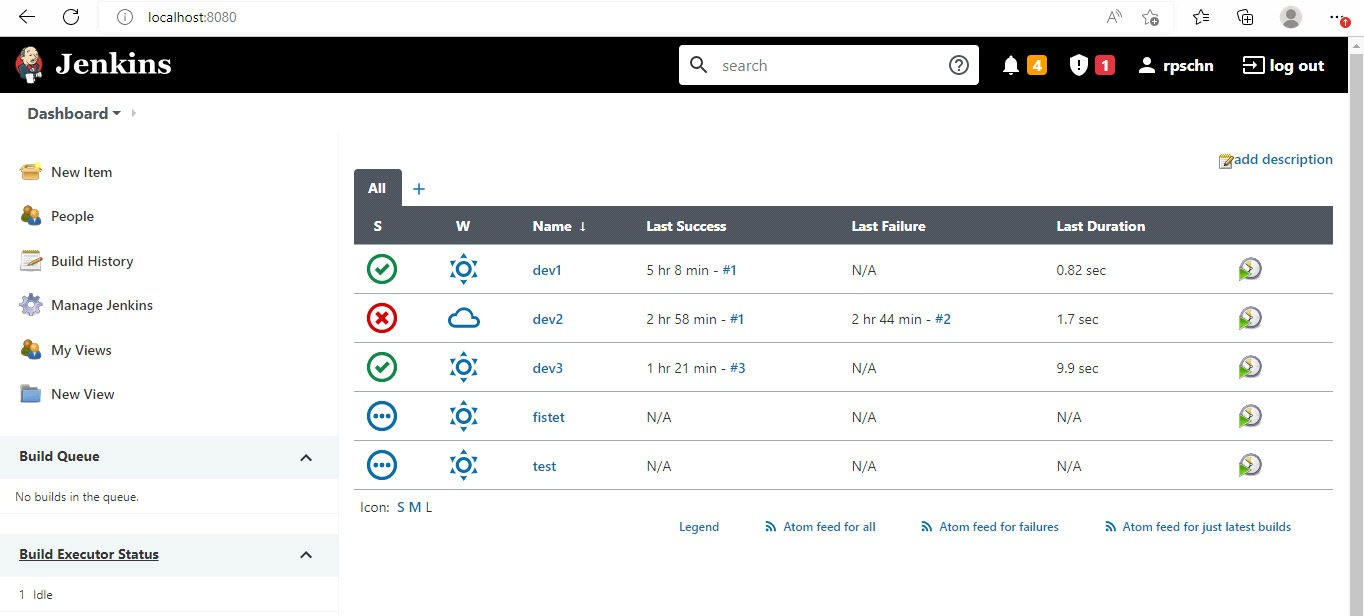 localhost:8080
Jenkins search 4 1 rpschn log out
Dashboard
add description
New Item
People
Build History
Manage Jenkins
My Views
New View
Build Queue
No builds in the queue.
Build Executor Status
1 Idle
All +
S W Name ↓ Last Success Last Failure Last Duration
dev1 5 hr 8 min - #1 N/A 0.82 sec
dev2 2 hr 58 min - #1 2 hr 44 min - #2 1.7 sec
dev3 1 hr 21 min - #3 N/A 9.9 sec
fistet N/A N/A N/A
test N/A N/A N/A
Icon: S M L
Legend Atom feed for all Atom feed for failures Atom feed for just latest builds